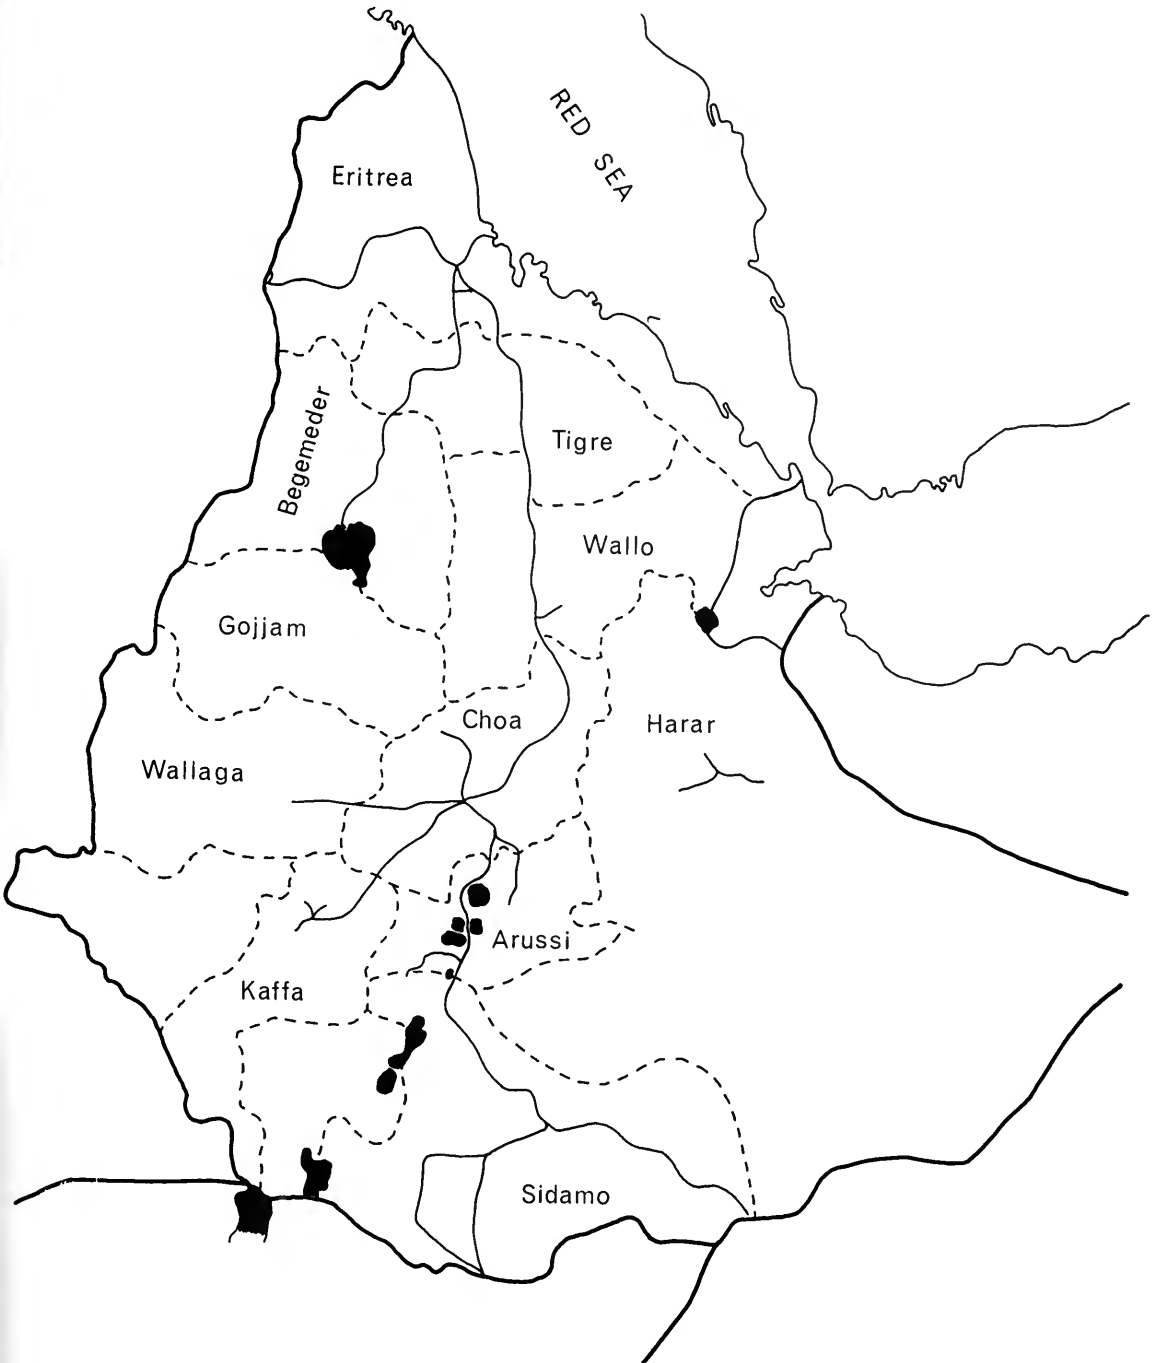 RED SEA
Eritrea
Begemeder
Tigre
Wallo
Gojjam
Choa
Harar
Wallaga
Arussi
Kaffa
Sidamo